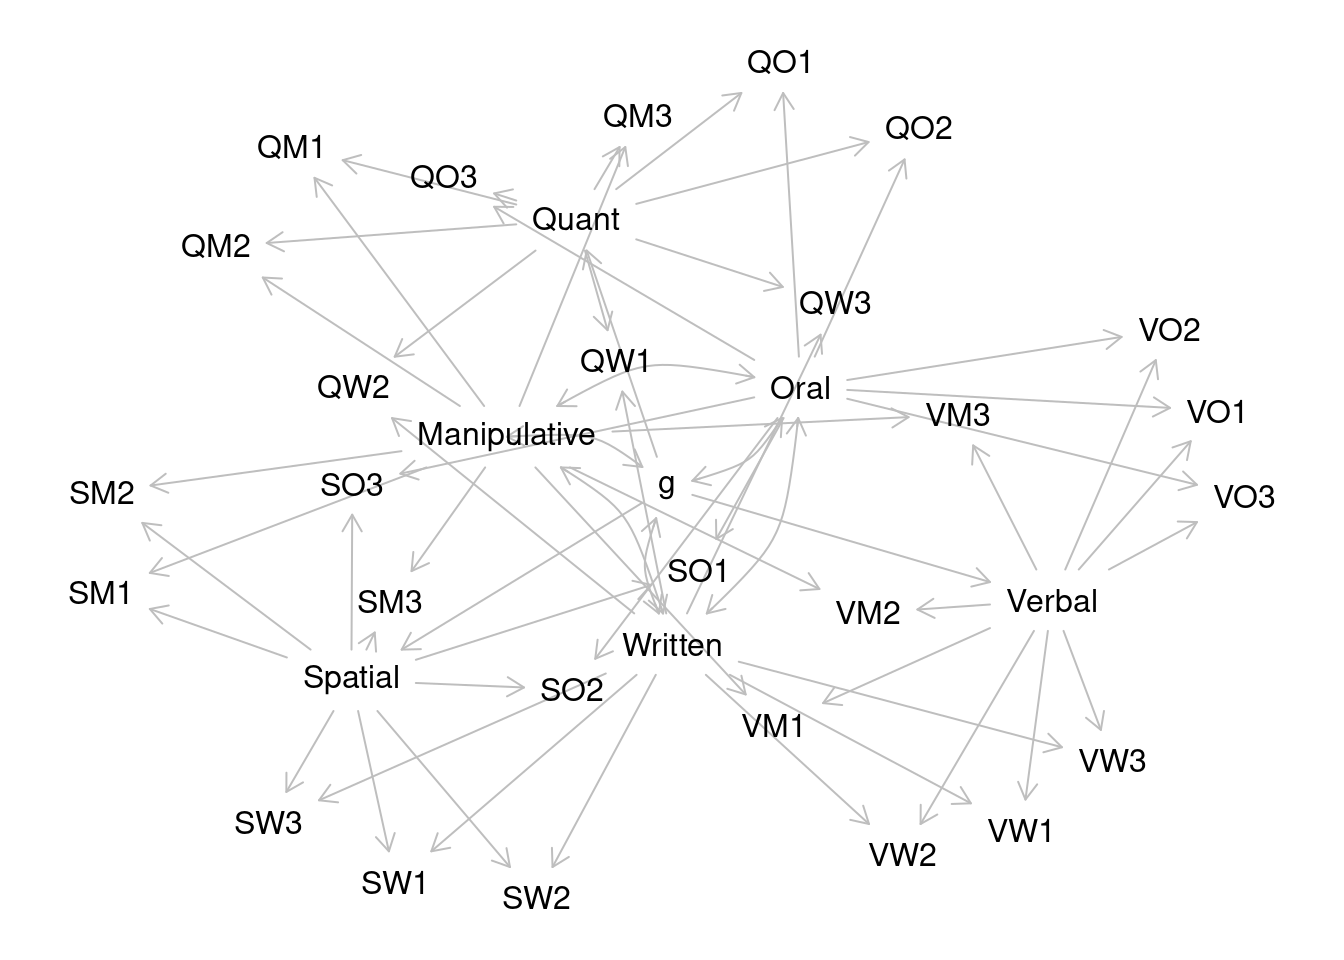 QO1
QM3
QO2
QM1
QO3
Quant
QM2
QW3
VO2
QW1
QW2
Oral
VO1
VM3
Manipulative
SO3
g
SM2
VO3
SO1
SM1
SM3
Verbal
VM2
Written
Spatial
SO2
VM1
VW3
SW3
VW1
VW2
SW1
SW2